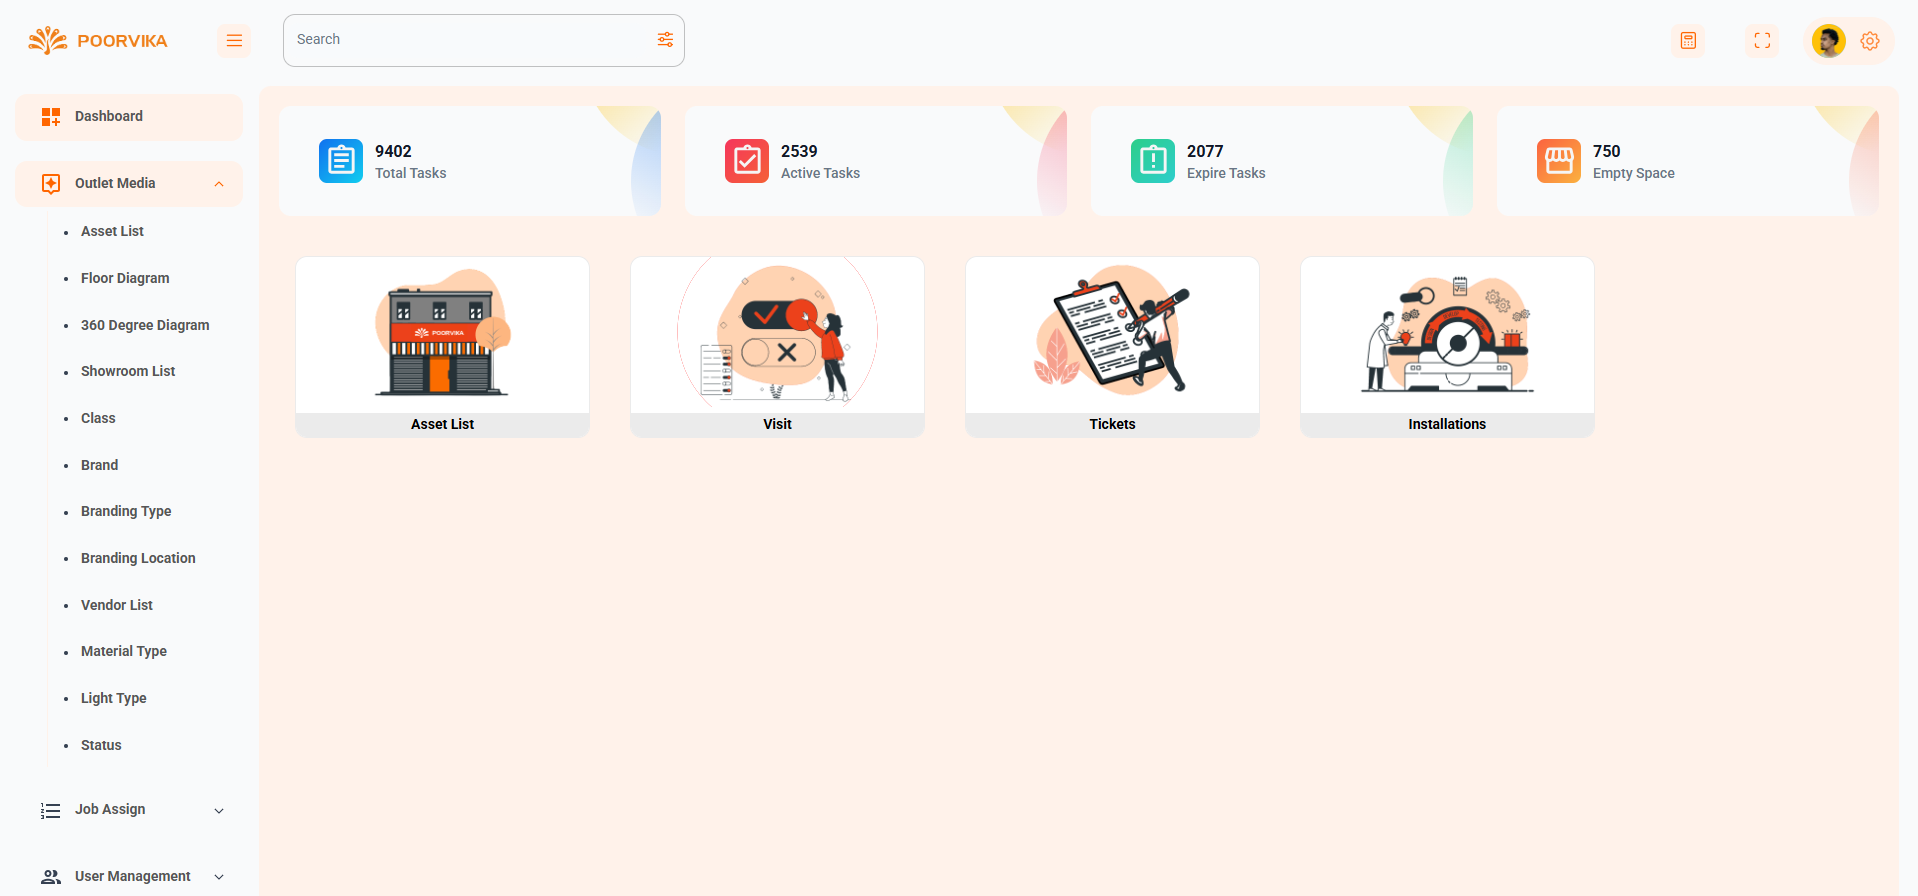 POORVIKA
Search
Dashboard
Outlet Media
Asset List
Floor Diagram
360 Degree Diagram
Showroom List
Class
Brand
Branding Type
Branding Location
Vendor List
Material Type
Light Type
Status
Job Assign
User Management
9402
Total Tasks
2539
Active Tasks
2077
Expire Tasks
750
Empty Space
POORVIKA
Asset List
Visit
Tickets
Installations